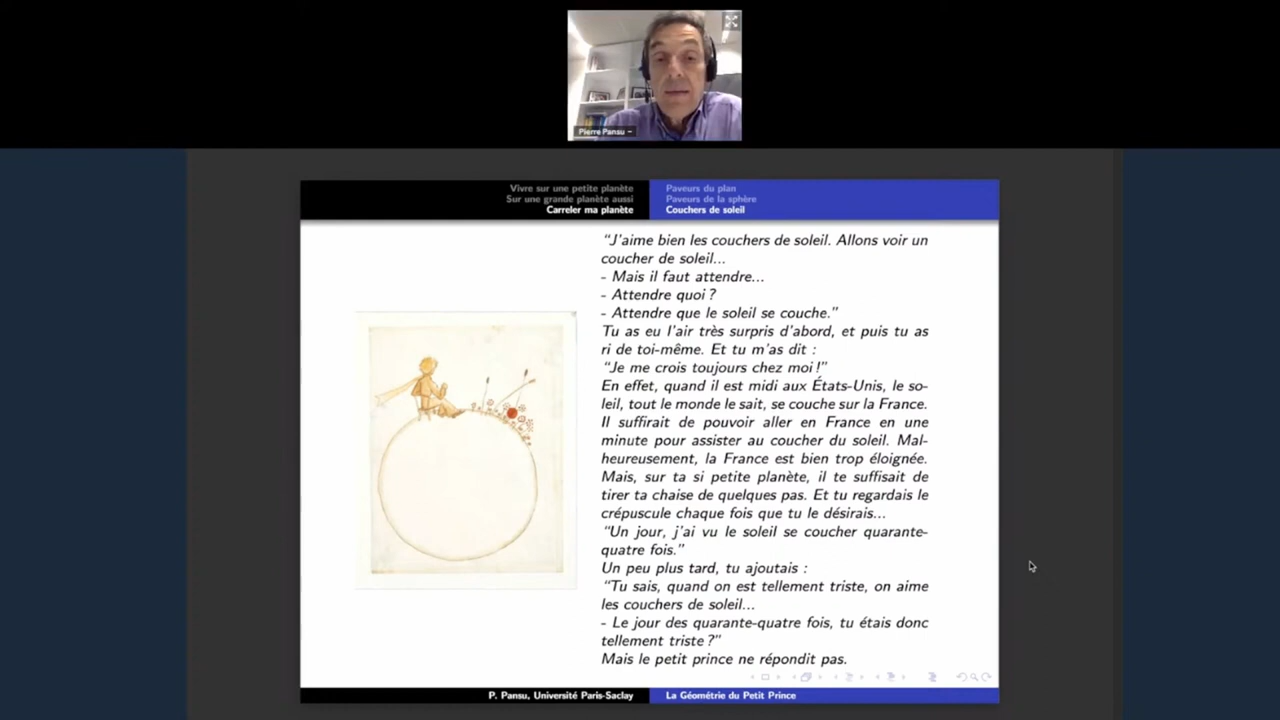 Pierre Pansu
Vivre sur une petite planète
Sur une grande planète aussi
Carreler ma planète
Paveurs du plan
Paveurs de la sphère
Couchers de soleil
“J'aime bien les couchers de soleil. Allons voir un
coucher de soleil...
- Mais il faut attendre...
- Attendre quoi ?
- Attendre que le soleil se couche.”
Tu as eu l'air très surpris d'abord, et puis tu as
ri de toi-même. Et tu m'as dit :
“Je me crois toujours chez moi !”
En effet, quand il est midi aux États-Unis, le so-
leil, tout le monde le sait, se couche sur la France.
Il suffirait de pouvoir aller en France en une
minute pour assister au coucher du soleil. Mal-
heureusement, la France est bien trop éloignée.
Mais, sur ta si petite planète, il te suffisait de
tirer ta chaise de quelques pas. Et tu regardais le
crépuscule chaque fois que tu le désirais...
“Un jour, j'ai vu le soleil se coucher quarante-
quatre fois.”
Un peu plus tard, tu ajoutais :
“Tu sais, quand on est tellement triste, on aime
les couchers de soleil...
- Le jour des quarante-quatre fois, tu étais donc
tellement triste ?”
Mais le petit prince ne répondit pas.
P. Pansu, Université Paris-Saclay
La Géométrie du Petit Prince